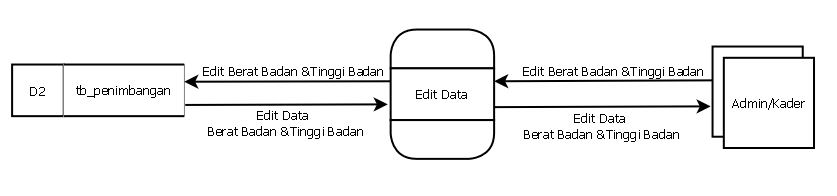 Edit Berat Badan &Tinggi Badan
Edit Berat Badan &Tinggi Badan
D2
tb_penimbangan
Edit Data
Admin/Kader
Edit Data
Berat Badan &Tinggi Badan
Edit Data
Berat Badan &Tinggi Badan